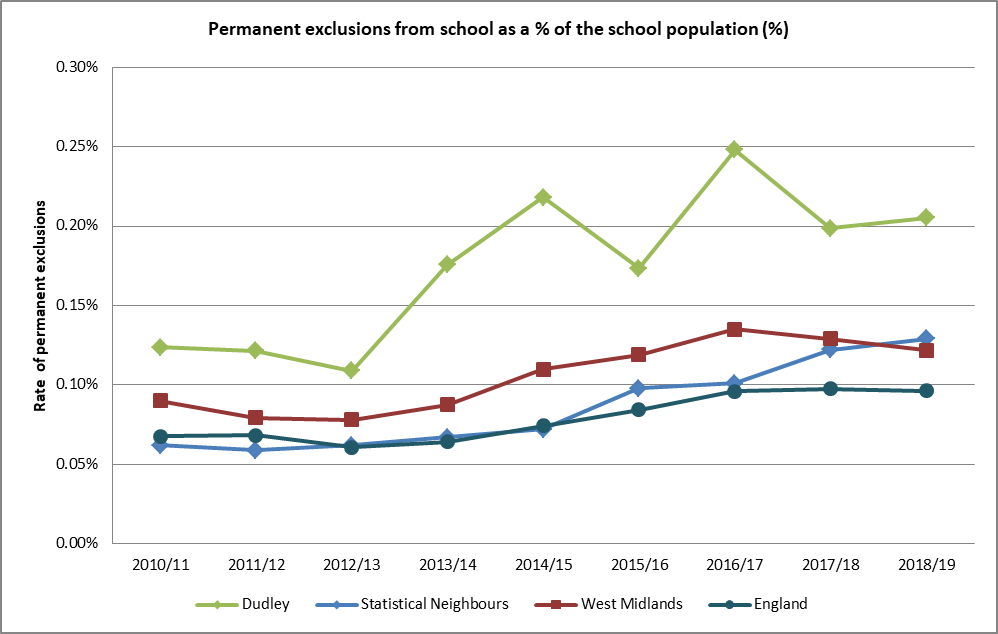 Permanent exclusions from school as a % of the school population (%)
0.30%
0.25%
0.20%
0.15%
0.10%
0.05%
0.00%
Rate of permanent exclusions
2010/11 2011/12 2012/13 2013/14 2014/15 2015/16 2016/17 2017/18 2018/19
Dudley Statistical Neighbours West Midlands England